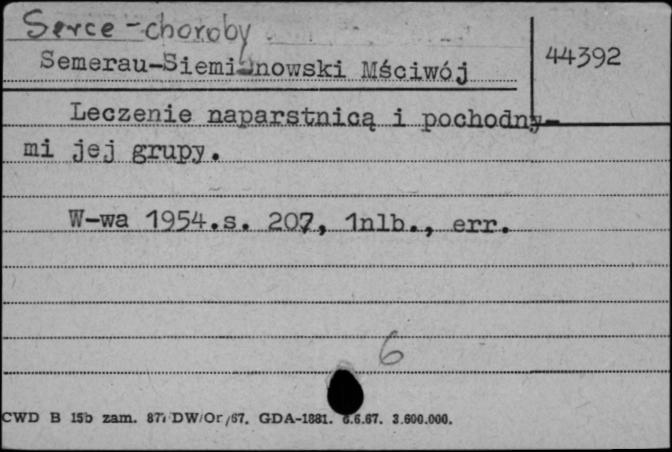 Serce - choroby
44392
Semerau-Siemianowski Mściwój
Leczenie naparstnicą i pochodny-
mi jej grupy.
W-wa 1954.s. 207, 1nlb., err.
6
CWD B 15b zam. DW/Or/67. GDA-1881. 6.6.67. 3.600.000.